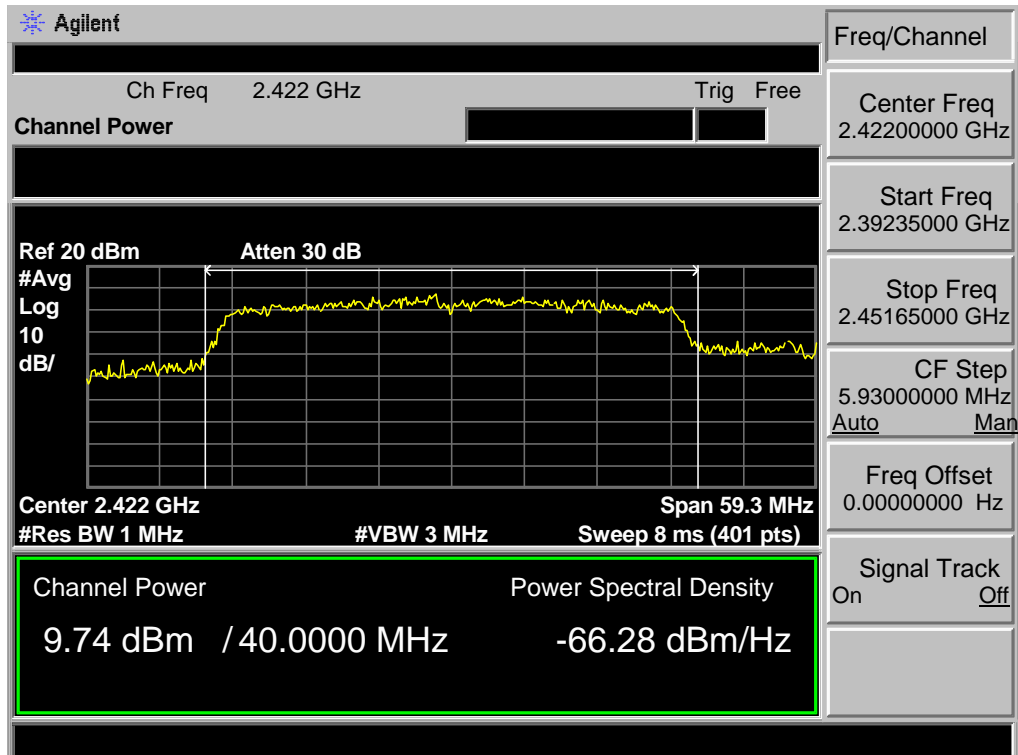 Agilent
Ch Freq 2.422 GHz Trig Free
Channel Power
Ref 20 dBm Atten 30 dB
#Avg
Log
10
dB/
Center 2.422 GHz Span 59.3 MHz
#Res BW 1 MHz #VBW 3 MHz Sweep 8 ms (401 pts)
Channel Power Power Spectral Density
9.74 dBm / 40.0000 MHz -66.28 dBm/Hz
Freq/Channel
Center Freq
2.42200000 GHz
Start Freq
2.39235000 GHz
Stop Freq
2.45165000 GHz
CF Step
5.93000000 MHz
Auto Man
Freq Offset
0.00000000 Hz
Signal Track
On Off